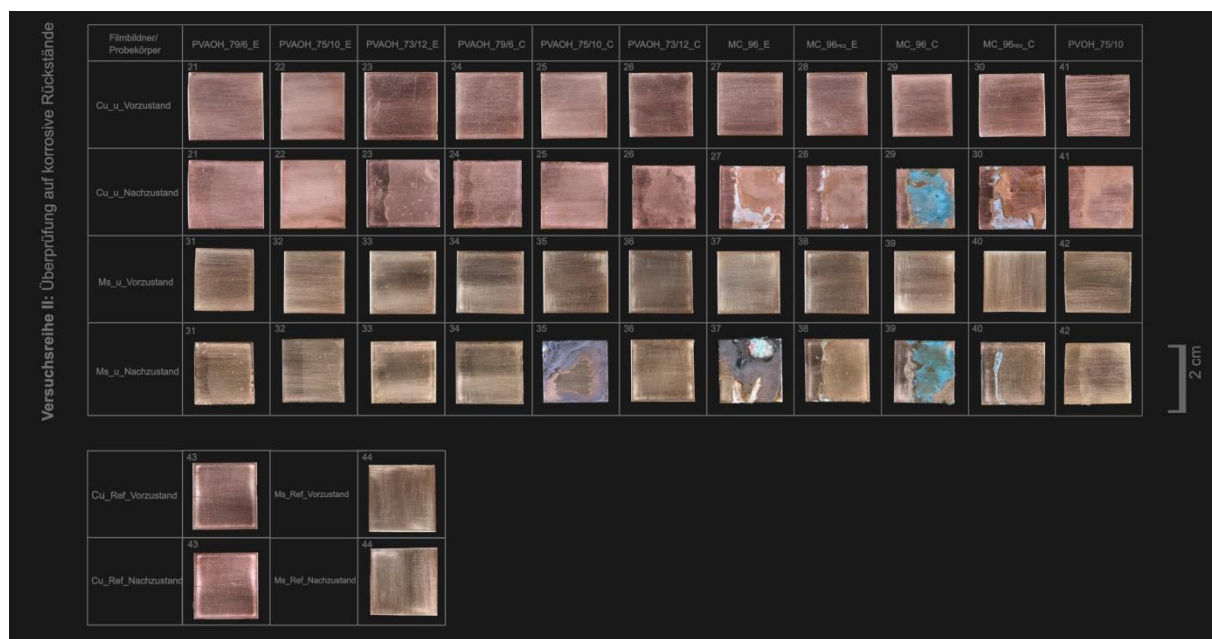 Versuchsreihe II: Überprüfung auf korrosive Rückstände
Filmbildner/
Probekörper
PVAOH_79/6_E
PVAOH_75/10_E
PVAOH_73/12_E
PVAOH_79/6_C
PVAOH_75/10_C
PVAOH_73/12_C
MC_96_E
MC_96PEG_E
MC_96_C
MC_96PEG_C
PVOH_75/10
Cu_u_Vorzustand
21
22
23
24
25
26
27
28
29
30
41
Cu_u_Nachzustand
21
22
23
24
25
26
27
28
29
30
41
Ms_u_Vorzustand
31
32
33
34
35
36
37
38
39
40
42
Ms_u_Nachzustand
31
32
33
34
35
36
37
38
39
40
42
2 cm
Cu_Ref_Vorzustand
43
Ms_Ref_Vorzustand
44
Cu_Ref_Nachzustand
43
Ms_Ref_Nachzustand
44